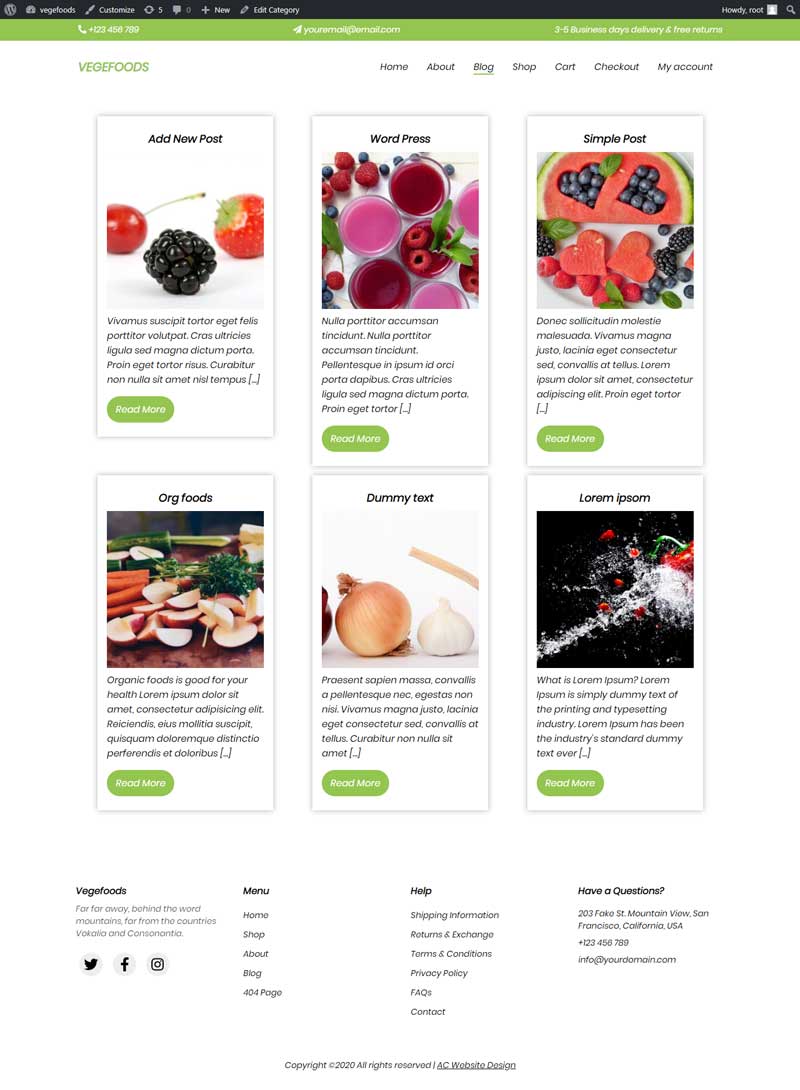 vegefoods Customize 5 0 New Edit Category Howdy, root
+123 456 789 youremail@email.com 3-5 Business days delivery & free returns
VEGEFOODS Home About Blog Shop Cart Checkout My account
Add New Post
Vivamus suscipit tortor eget felis
porttitor volutpat. Cras ultricies
ligula sed magna dictum porta.
Proin eget tortor risus. Curabitur
non nulla sit amet nisl tempus [...]
Read More
Word Press
Nulla porttitor accumsan
tincidunt. Nulla porttitor
accumsan tincidunt.
Pellentesque in ipsum id orci
porta dapibus. Cras ultricies
ligula sed magna dictum porta.
Proin eget tortor [...]
Read More
Simple Post
Donec sollicitudin molestie
malesuada. Vivamus magna
justo, lacinia eget consectetur
sed, convallis at tellus. Lorem
ipsum dolor sit amet, consectetur
adipiscing elit. Proin eget tortor
[...]
Read More
Org foods
Organic foods is good for your
health Lorem ipsum dolor sit
amet, consectetur adipisicing elit.
Reiciendis, eius mollitia suscipit,
quisquam doloremque distinctio
perferendis et doloribus [...]
Read More
Dummy text
Praesent sapien massa, convallis
a pellentesque nec, egestas non
nisi. Vivamus magna justo, lacinia
eget consectetur sed, convallis at
tellus. Curabitur non nulla sit
amet [...]
Read More
Lorem ipsom
What is Lorem Ipsum? Lorem
Ipsum is simply dummy text of
the printing and typesetting
industry. Lorem Ipsum has been
the industry's standard dummy
text ever [...]
Read More
Vegefoods
Far far away, behind the word
mountains, far from the countries
Vokalia and Consonantia.
Menu
Home
Shop
About
Blog
404 Page
Help
Shipping Information
Returns & Exchange
Terms & Conditions
Privacy Policy
FAQs
Contact
Have a Questions?
203 Fake St. Mountain View, San
Francisco, California, USA
+123 456 789
info@yourdomain.com
Copyright ©2020 All rights reserved | AC Website Design